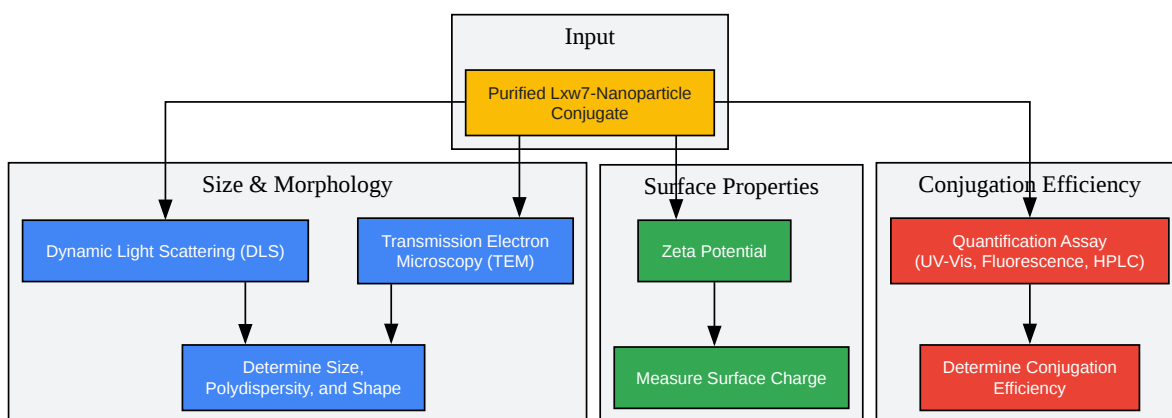 Input
Purified Lxw7-Nanoparticle
Conjugate
Size & Morphology
Dynamic Light Scattering (DLS)
Transmission Electron
Microscopy (TEM)
Determine Size,
Polydispersity, and Shape
Surface Properties
Zeta Potential
Measure Surface Charge
Conjugation Efficiency
Quantification Assay
(UV-Vis, Fluorescence, HPLC)
Determine Conjugation
Efficiency